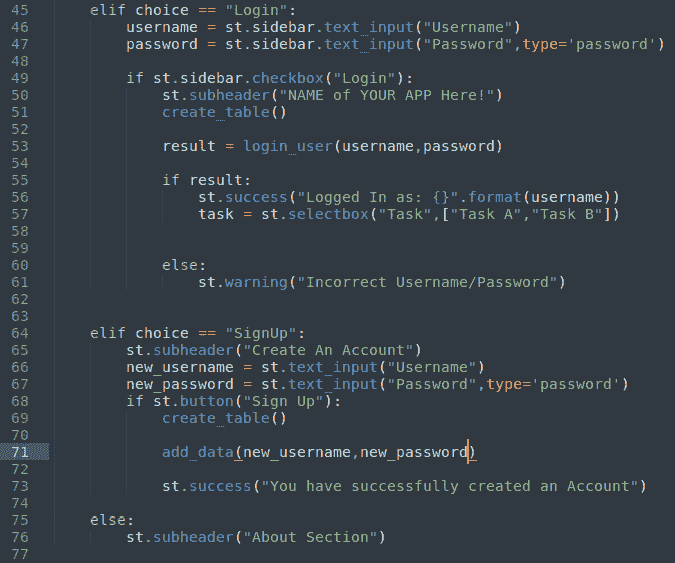 45     elif choice == "Login":
46         username = st.sidebar.text_input("Username")
47         password = st.sidebar.text_input("Password",type='password')
48
49         if st.sidebar.checkbox("Login"):
50             st.subheader("NAME of YOUR APP Here!")
51             create_table()
52
53             result = login_user(username,password)
54
55             if result:
56                 st.success("Logged In as: {}".format(username))
57                 task = st.selectbox("Task",["Task A","Task B"])
58
59
60             else:
61                 st.warning("Incorrect Username/Password")
62
63
64     elif choice == "SignUp":
65         st.subheader("Create An Account")
66         new_username = st.text_input("Username")
67         new_password = st.text_input("Password",type='password')
68         if st.button("Sign Up"):
69             create_table()
70
71             add_data(new_username,new_password)
72
73             st.success("You have successfully created an Account")
74
75     else:
76         st.subheader("About Section")
77